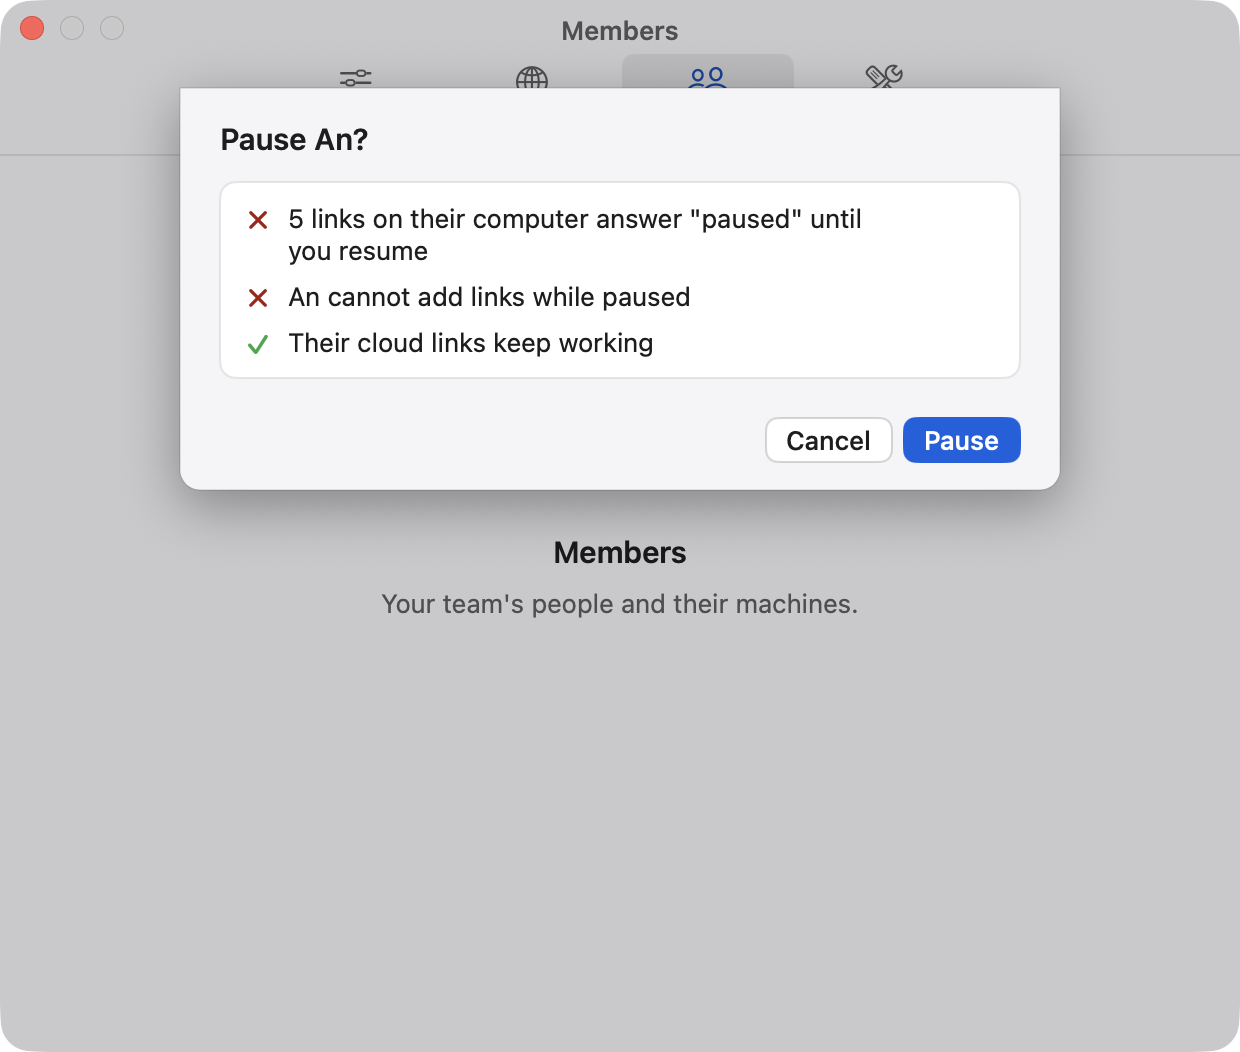 Members
Pause An?
5 links on their computer answer "paused" until
you resume
An cannot add links while paused
Their cloud links keep working
Cancel
Pause
Members
Your team's people and their machines.